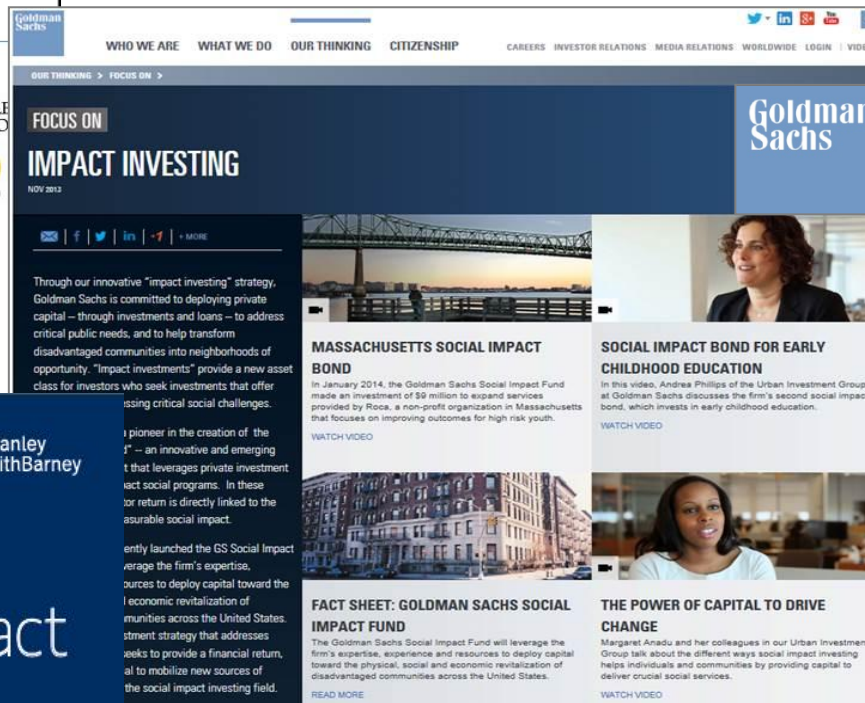 Goldman
Sachs
WHO WE ARE WHAT WE DO OUR THINKING CITIZENSHIP
CAREERS INVESTOR RELATIONS MEDIA RELATIONS WORLDWIDE LOGIN
OUR THINKING > FOCUS ON >
FOCUS ON
IMPACT INVESTING
NOV 2013
Goldman
Sachs
+ MORE
Through our innovative "impact investing" strategy,
Goldman Sachs is committed to deploying private
capital – through investments and loans – to address
critical public needs, and to help transform
disadvantaged communities into neighborhoods of
opportunity. "Impact investments" provide a new asset
class for investors who seek investments that offer
critical social challenges.
pioneer in the creation of the
– an innovative and emerging
that leverages private investment
social programs. In these
return is directly linked to the
social impact.
launched the GS Social Impact
the firm's expertise,
to deploy capital toward the
economic revitalization of
across the United States.
strategy that addresses
to provide a financial return,
to mobilize new sources of
the social impact investing field.
MASSACHUSETTS SOCIAL IMPACT
BOND
In January 2014, the Goldman Sachs Social Impact Fund
made an investment of $9 million to expand services
provided by Roca, a non-profit organization in Massachusetts
that focuses on improving outcomes for high risk youth.
WATCH VIDEO
SOCIAL IMPACT BOND FOR EARLY
CHILDHOOD EDUCATION
In this video, Andrea Phillips of the Urban Investment Group
at Goldman Sachs discusses the firm's second social impact
bond, which invests in early childhood education.
WATCH VIDEO
FACT SHEET: GOLDMAN SACHS SOCIAL
IMPACT FUND
The Goldman Sachs Social Impact Fund will leverage the
firm's expertise, experience and resources to deploy capital
toward the physical, social and economic revitalization of
disadvantaged communities across the United States.
READ MORE
THE POWER OF CAPITAL TO DRIVE
CHANGE
Margaret Anadu and her colleagues in our Urban Investment
Group talk about the different ways social impact investing
helps individuals and communities by providing capital to
deliver crucial social services.
WATCH VIDEO
anley
ithBarney
act